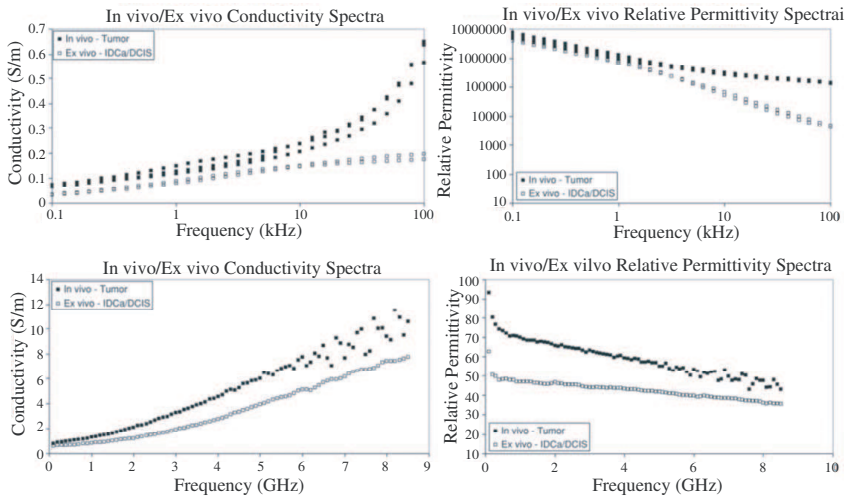 In vivo/Ex vivo Conductivity Spectra
Conductivity (S/m)
0.7
0.6
0.5
0.4
0.3
0.2
0.1
0
In vivo - Tumor
Ex vivo - IDCa/DCIS
0.1 1 10 100
Frequency (kHz)
In vivo/Ex vivo Relative Permittivity Spectrai
Relative Permittivity
10000000
1000000
100000
10000
1000
100
10
In vivo - Tumor
Ex vivo - IDCa/DCIS
0.1 1 10 100
Frequency (kHz)
In vivo/Ex vivo Conductivity Spectra
Conductivity (S/m)
14
12
10
8
6
4
2
0
In vivo - Tumor
Ex vivo - IDCa/DCIS
0 1 2 3 4 5 6 7 8 9
Frequency (GHz)
In vivo/Ex vilvo Relative Permittivity Spectra
Relative Permittivity
100
90
80
70
60
50
40
30
20
10
In vivo - Tumor
Ex vivo - IDCa/DCIS
0 2 4 6 8 10
Frequency (GHz)